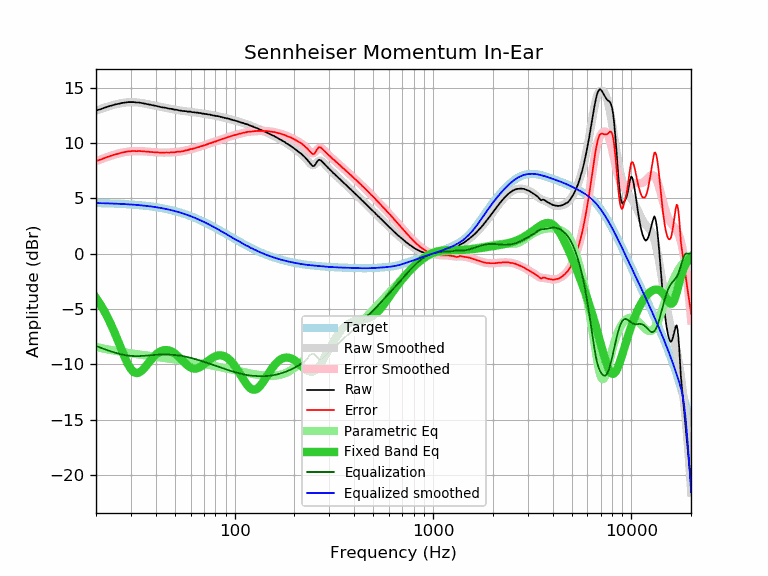 Sennheiser Momentum In-Ear
Amplitude (dBr)
15
10
5
0
−5
−10
−15
−20
Target
Raw Smoothed
Error Smoothed
Raw
Error
Parametric Eq
Fixed Band Eq
Equalization
Equalized smoothed
100
1000
10000
Frequency (Hz)